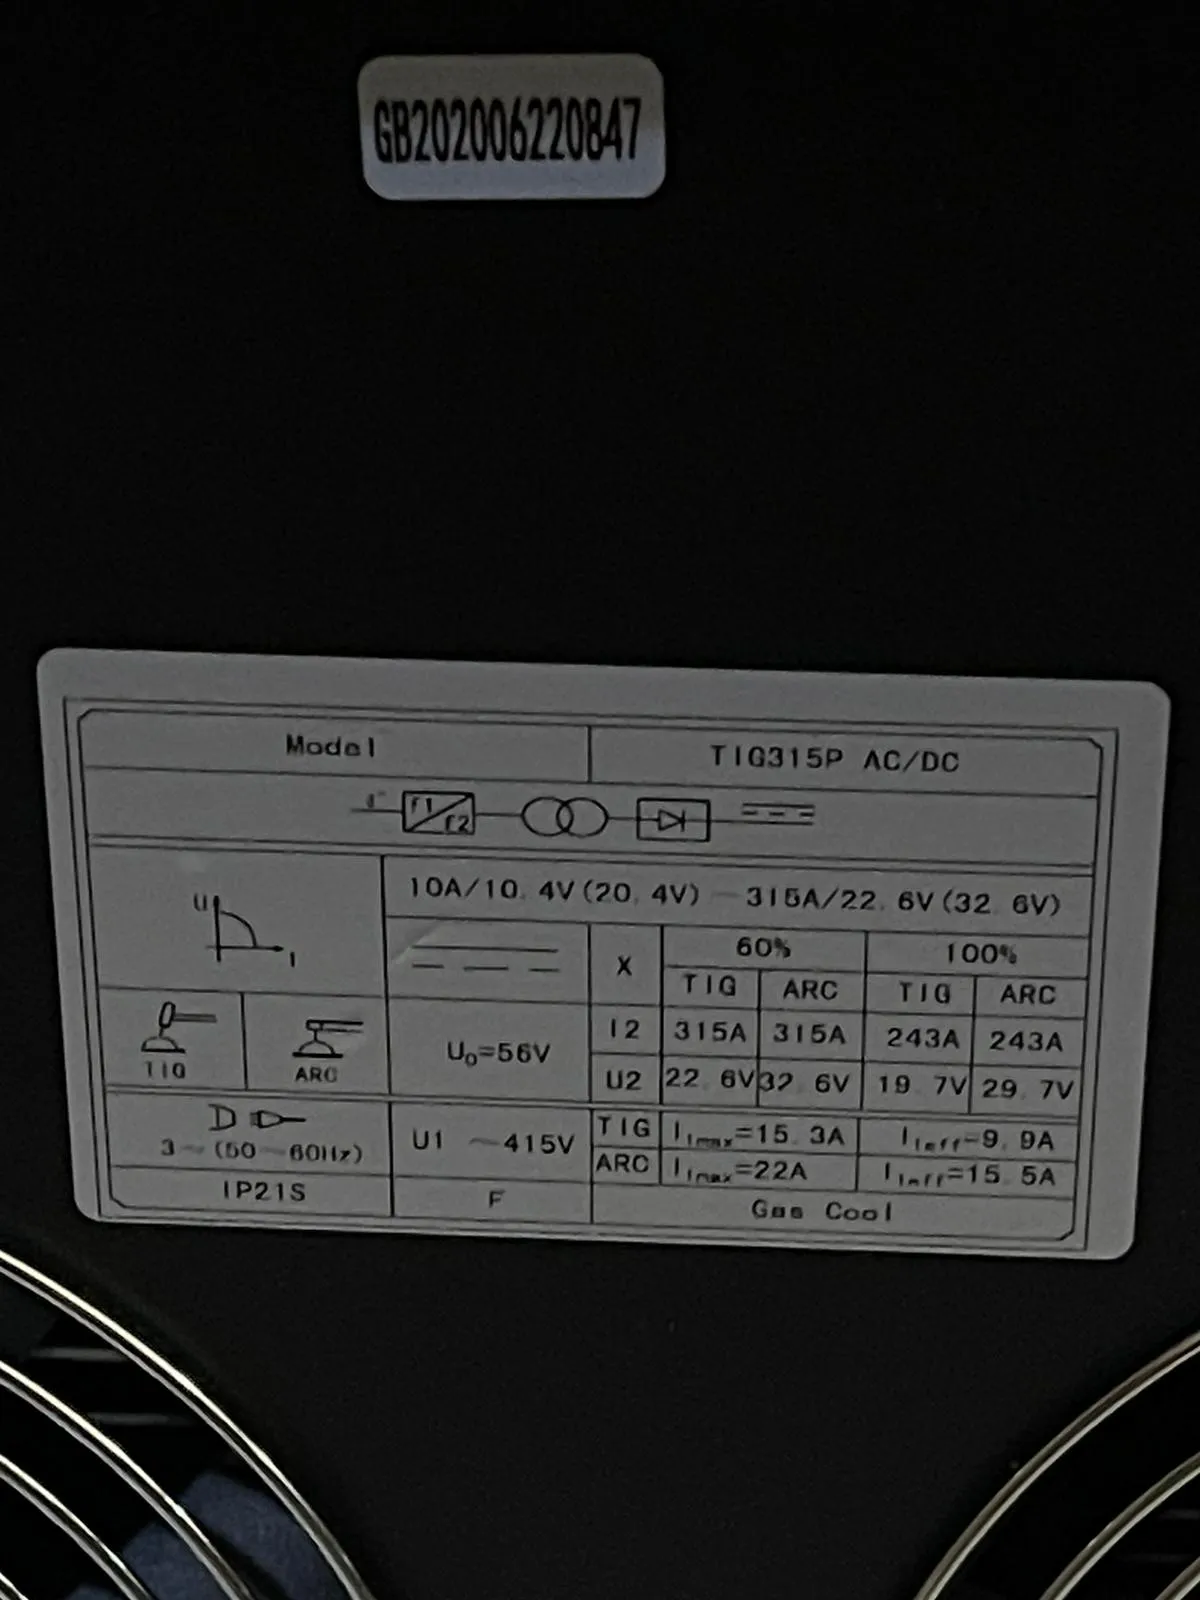 GB202006220847
Model TIG315P AC/DC
f1 f2
10A/10.4V(20.4V)—315A/22.6V(32.6V)
U I
X 60% 100%
TIG ARC TIG ARC
I2 315A 315A 243A 243A
TIG ARC U₀=56V
U2 22.6V 32.6V 19.7V 29.7V
3~(50—60Hz) U1 ~415V
TIG I1max=15.3A I1eff=9.9A
ARC I1max=22A I1eff=15.5A
IP21S F Gas Cool